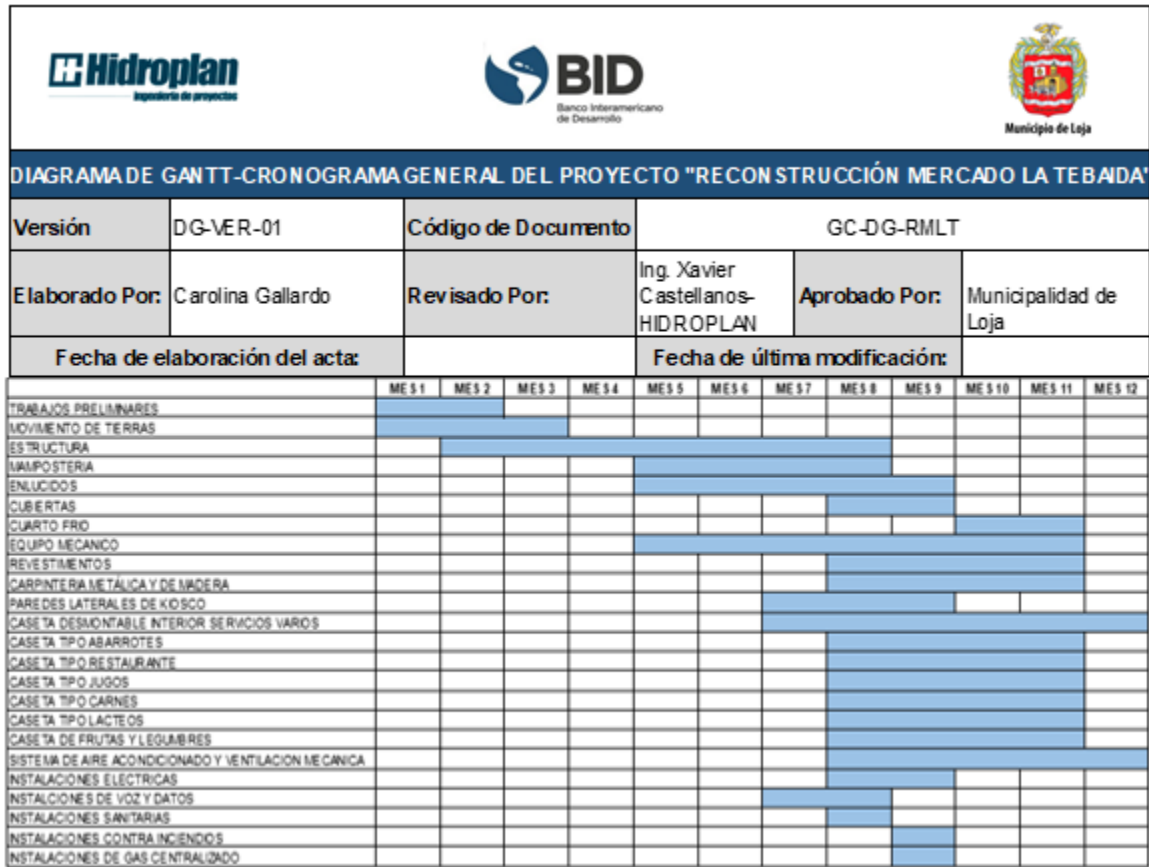 Hidroplan
Ingeniería de proyectos
BID
Banco Interamericano
de Desarrollo
Municipio de Loja
DIAGRAMA DE GANTT-CRONOGRAMA GENERAL DEL PROYECTO "RECONSTRUCCIÓN MERCADO LA TEBAIDA"
Versión DG-VER-01 Código de Documento GC-DG-RMLT
Elaborado Por: Carolina Gallardo Revisado Por: Ing. Xavier Castellanos- HIDROPLAN Aprobado Por: Municipalidad de Loja
Fecha de elaboración del acta: Fecha de última modificación:
MES 1 MES 2 MES 3 MES 4 MES 5 MES 6 MES 7 MES 8 MES 9 MES 10 MES 11 MES 12
TRABAJOS PRELIMINARES
MOVIMENTO DE TIERRAS
ESTRUCTURA
MAMPOSTERIA
ENLUCIDOS
CUBIERTAS
CUARTO FRIO
EQUIPO MECANICO
REVESTIMENTOS
CARPINTERIA METÁLICA Y DE MADERA
PAREDES LATERALES DE KIOSCO
CASETA DESMONTABLE INTERIOR SERVICIOS VARIOS
CASETA TIPO ABARROTES
CASETA TIPO RESTAURANTE
CASETA TIPO JUGOS
CASETA TIPO CARNES
CASETA TIPO LACTEOS
CASETA DE FRUTAS Y LEGUMBRES
SISTEMA DE AIRE ACONDICIONADO Y VENTILACION MECANICA
INSTALACIONES ELECTRICAS
INSTALCIONES DE VOZ Y DATOS
INSTALACIONES SANITARIAS
INSTALACIONES CONTRA INCIENDIOS
INSTALACIONES DE GAS CENTRALIZADO